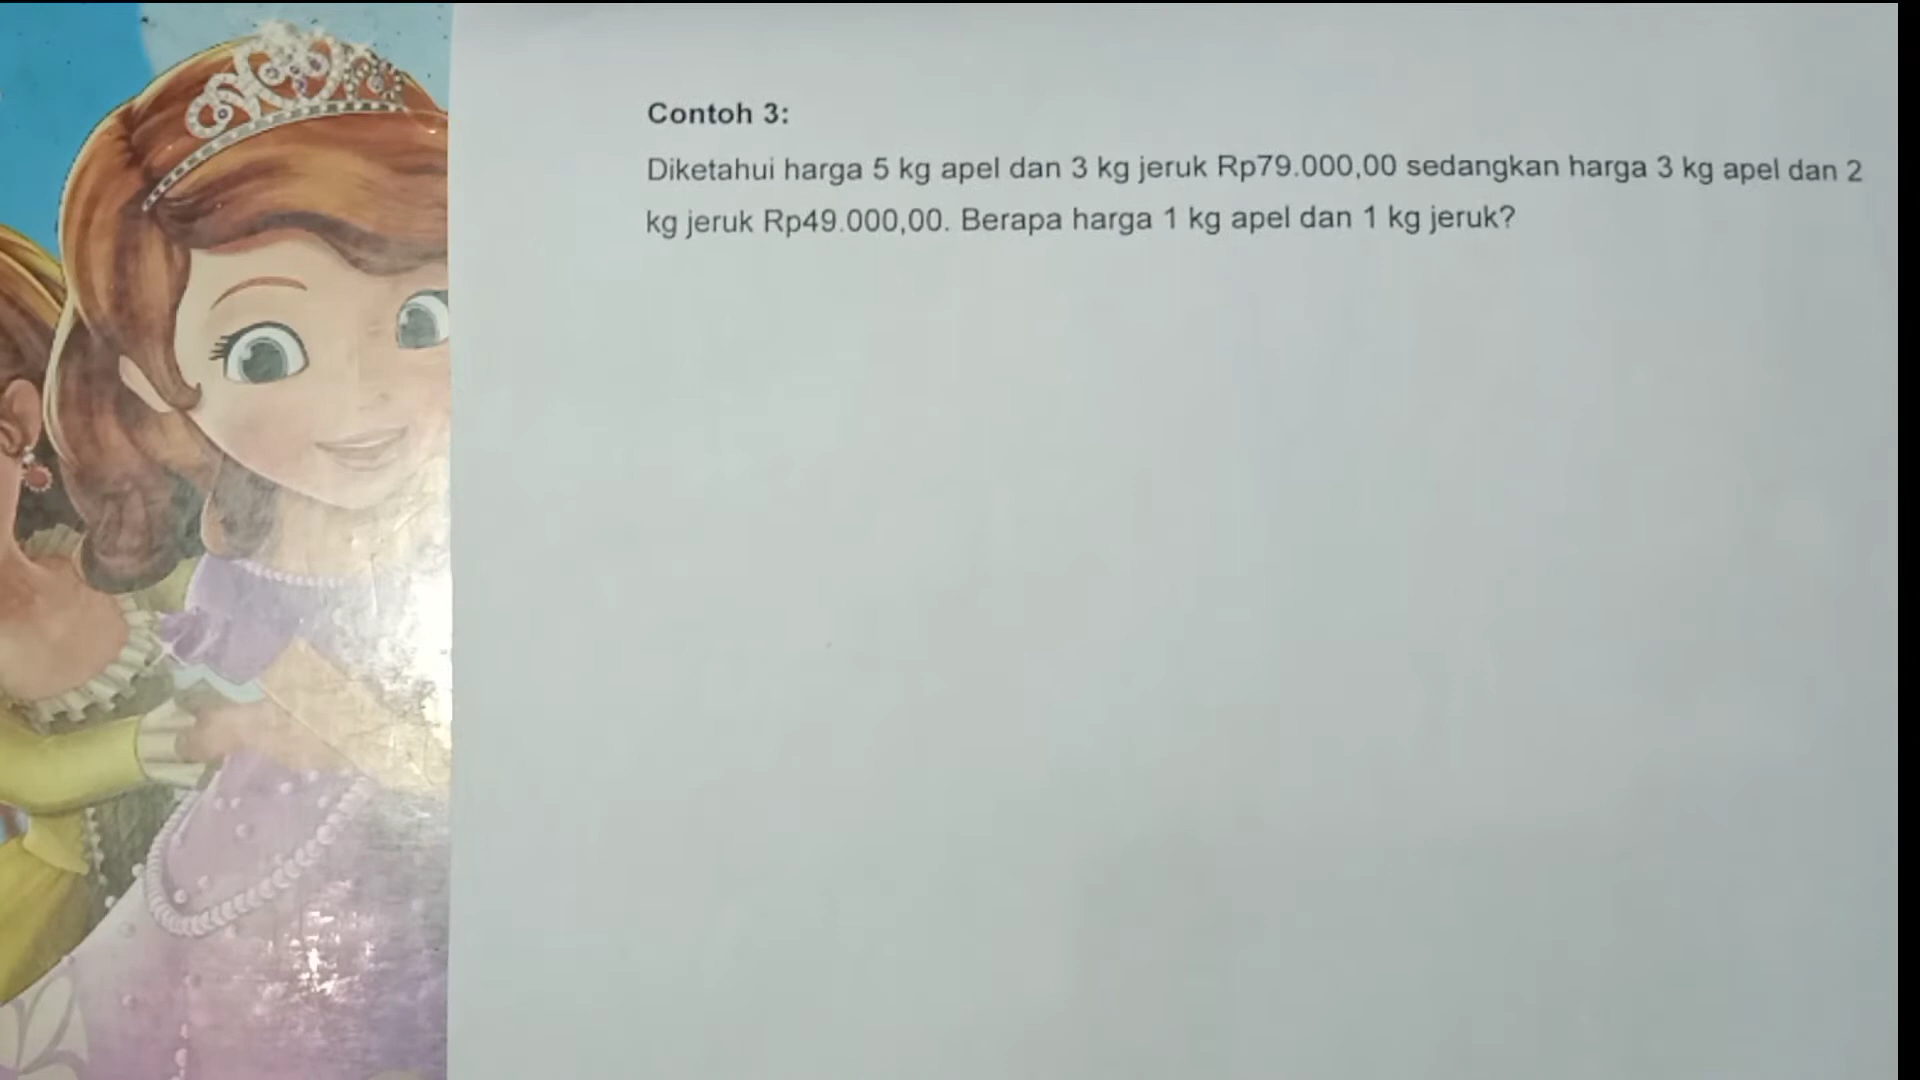 Contoh 3:
Diketahui harga 5 kg apel dan 3 kg jeruk Rp79.000,00 sedangkan harga 3 kg apel dan 2
kg jeruk Rp49.000,00. Berapa harga 1 kg apel dan 1 kg jeruk?